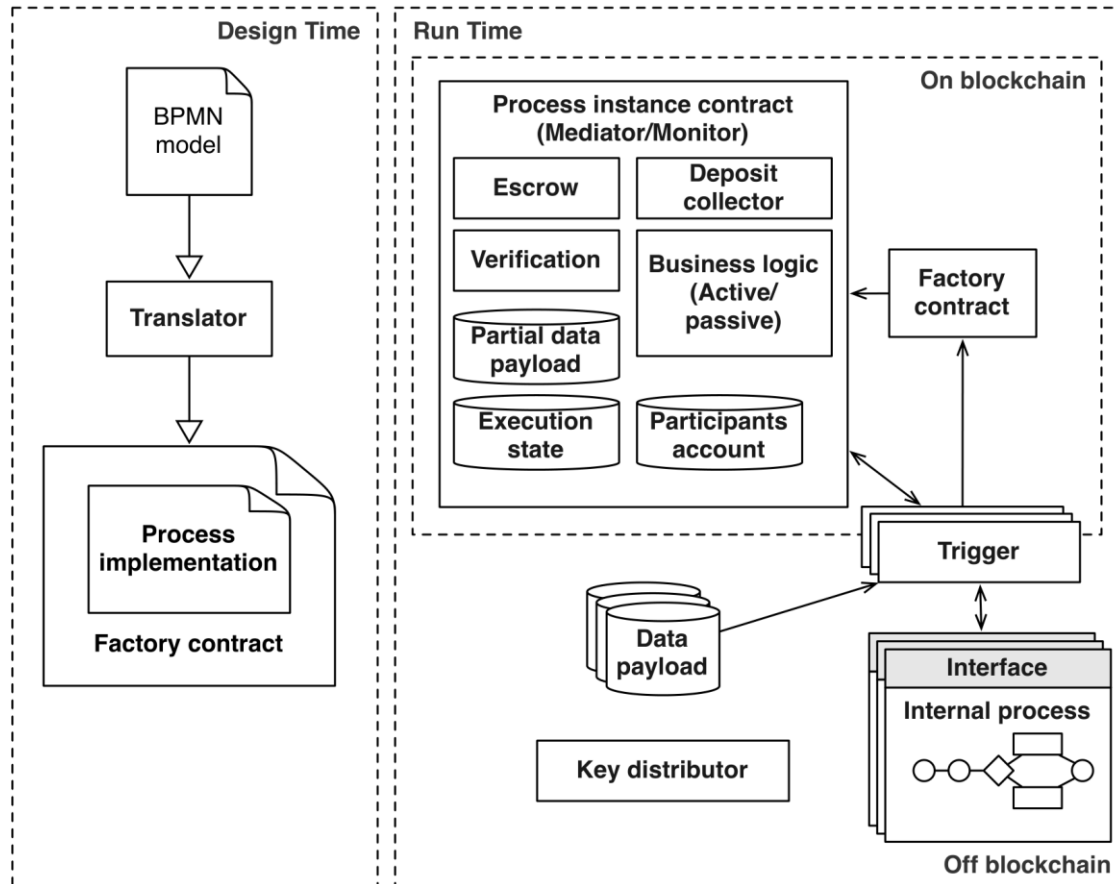 Design Time
BPMN
model
Translator
Process
implementation
Factory contract
Run Time
On blockchain
Process instance contract
(Mediator/Monitor)
Escrow
Deposit
collector
Verification
Business logic
(Active/
passive)
Partial data
payload
Execution
state
Participants
account
Factory
contract
Trigger
Data
payload
Interface
Internal process
Key distributor
Off blockchain